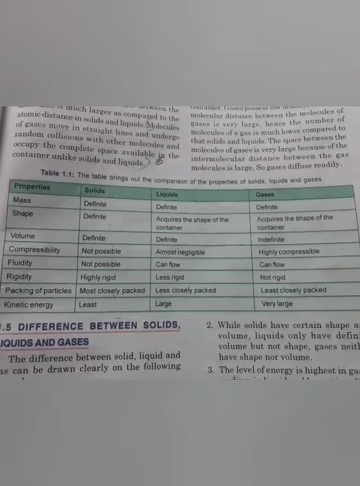 is much larger as compared to the
atomic distance in solids and liquids. Molecules
of gases move in straight lines and undergo
random collisions with other molecules and
occupy the complete space available in the
container unlike solids and liquids.
molecular distance between the molecules of
gases is very large, hence the number of
molecules of a gas is much lower compared to
that solids and liquids. The space between the
molecules of gases is very large because of the
intermolecular distance between the gas
molecules is large. So gases diffuse readily.
Table 1.1: The table brings out the comparison of the properties of solids, liquids and gases.
Properties Solids Liquids Gases
Mass Definite Definite Definite
Shape Definite Acquires the shape of the container Acquires the shape of the container
Volume Definite Definite Indefinite
Compressibility Not possible Almost negligible Highly compressible
Fluidity Not possible Can flow Can flow
Rigidity Highly rigid Less rigid Not rigid
Packing of particles Most closely packed Less closely packed Least closely packed
Kinetic energy Least Large Very large
.5 DIFFERENCE BETWEEN SOLIDS,
IQUIDS AND GASES
The difference between solid, liquid and
as can be drawn clearly on the following
2. While solids have certain shape a
volume, liquids only have defin
volume but not shape, gases neit
have shape nor volume.
3. The level of energy is highest in ga